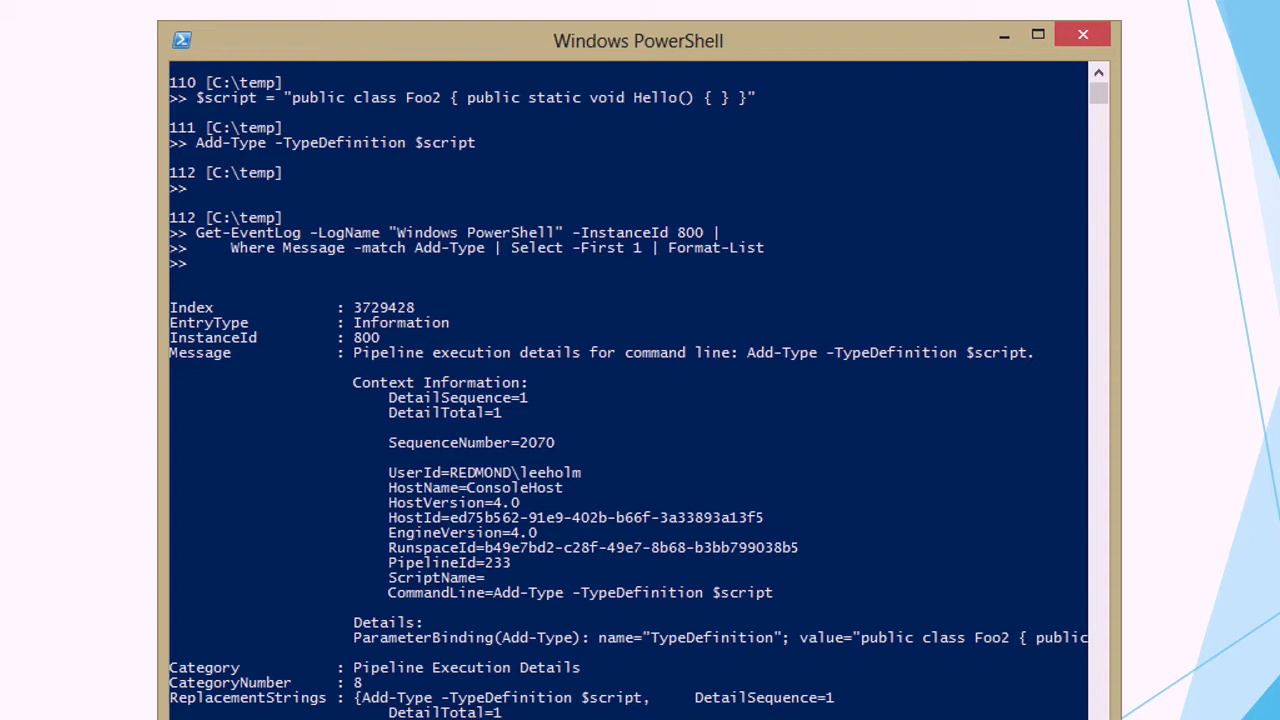 Windows PowerShell
110 [C:\temp]
>> $script = "public class Foo2 { public static void Hello() { } }"
111 [C:\temp]
>> Add-Type -TypeDefinition $script
112 [C:\temp]
>>
112 [C:\temp]
>> Get-EventLog -LogName "Windows PowerShell" -InstanceId 800 |
>>     Where Message -match Add-Type | Select -First 1 | Format-List
>>
Index              : 3729428
EntryType          : Information
InstanceId         : 800
Message            : Pipeline execution details for command line: Add-Type -TypeDefinition $script.
Context Information:
DetailSequence=1
DetailTotal=1
SequenceNumber=2070
UserId=REDMOND\leeholm
HostName=ConsoleHost
HostVersion=4.0
HostId=ed75b562-91e9-402b-b66f-3a33893a13f5
EngineVersion=4.0
RunspaceId=b49e7bd2-c28f-49e7-8b68-b3bb799038b5
PipelineId=233
ScriptName=
CommandLine=Add-Type -TypeDefinition $script
Details:
ParameterBinding(Add-Type): name="TypeDefinition"; value="public class Foo2 { public
Category           : Pipeline Execution Details
CategoryNumber     : 8
ReplacementStrings : {Add-Type -TypeDefinition $script,     DetailSequence=1
DetailTotal=1